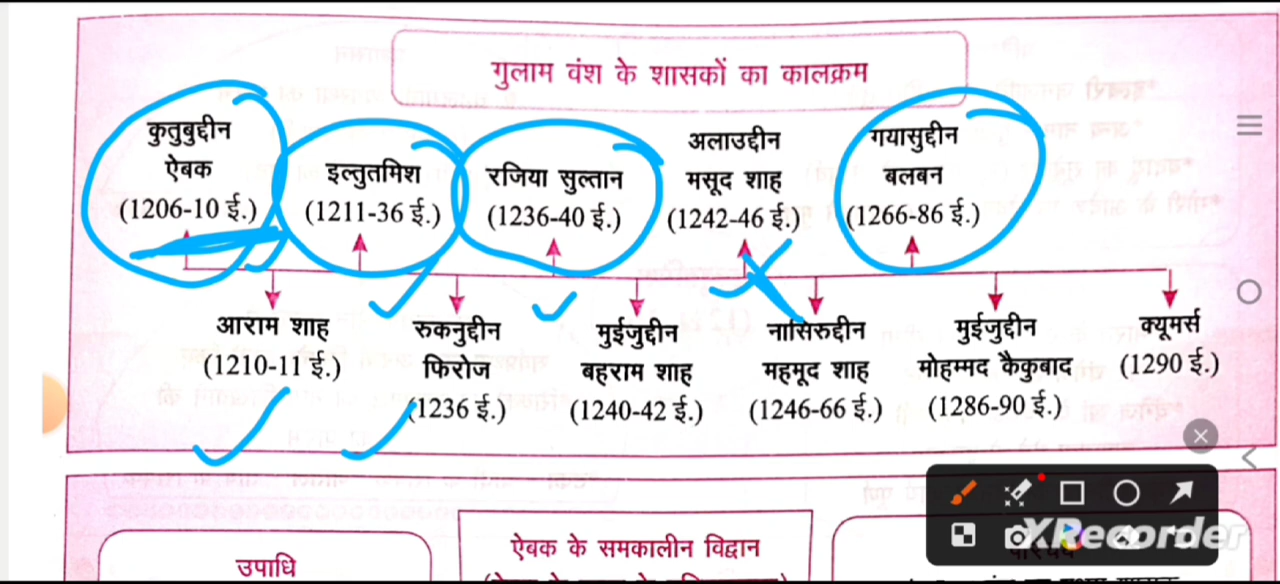 गुलाम वंश के शासकों का कालक्रम
कुतुबुद्दीन
ऐबक
(1206-10 ई.)
इल्तुतमिश
(1211-36 ई.)
रजिया सुल्तान
(1236-40 ई.)
अलाउद्दीन
मसूद शाह
(1242-46 ई.)
गयासुद्दीन
बलबन
(1266-86 ई.)
आराम शाह
(1210-11 ई.)
रुकनुद्दीन
फिरोज
(1236 ई.)
मुईजुद्दीन
बहराम शाह
(1240-42 ई.)
नासिरुद्दीन
महमूद शाह
(1246-66 ई.)
मुईजुद्दीन
मोहम्मद कैकुबाद
(1286-90 ई.)
क्यूमर्स
(1290 ई.)
उपाधि
ऐबक के समकालीन विद्वान
XRecorder